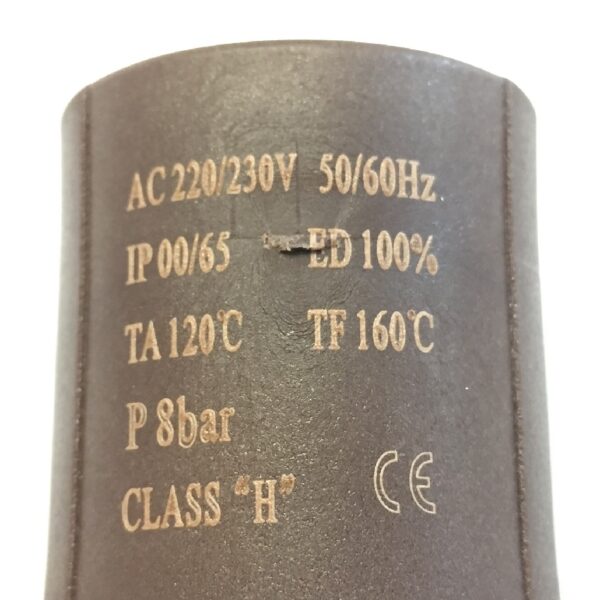 AC 220/230V 50/60Hz
IP 00/65 ED 100%
TA 120℃ TF 160℃
P 8bar
CLASS “H” CE